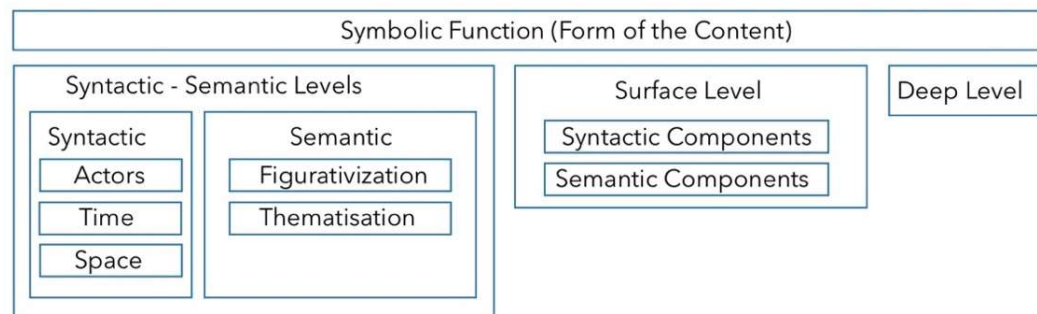 Symbolic Function (Form of the Content)
Syntactic - Semantic Levels
Syntactic
Actors
Time
Space
Semantic
Figurativization
Thematisation
Surface Level
Syntactic Components
Semantic Components
Deep Level